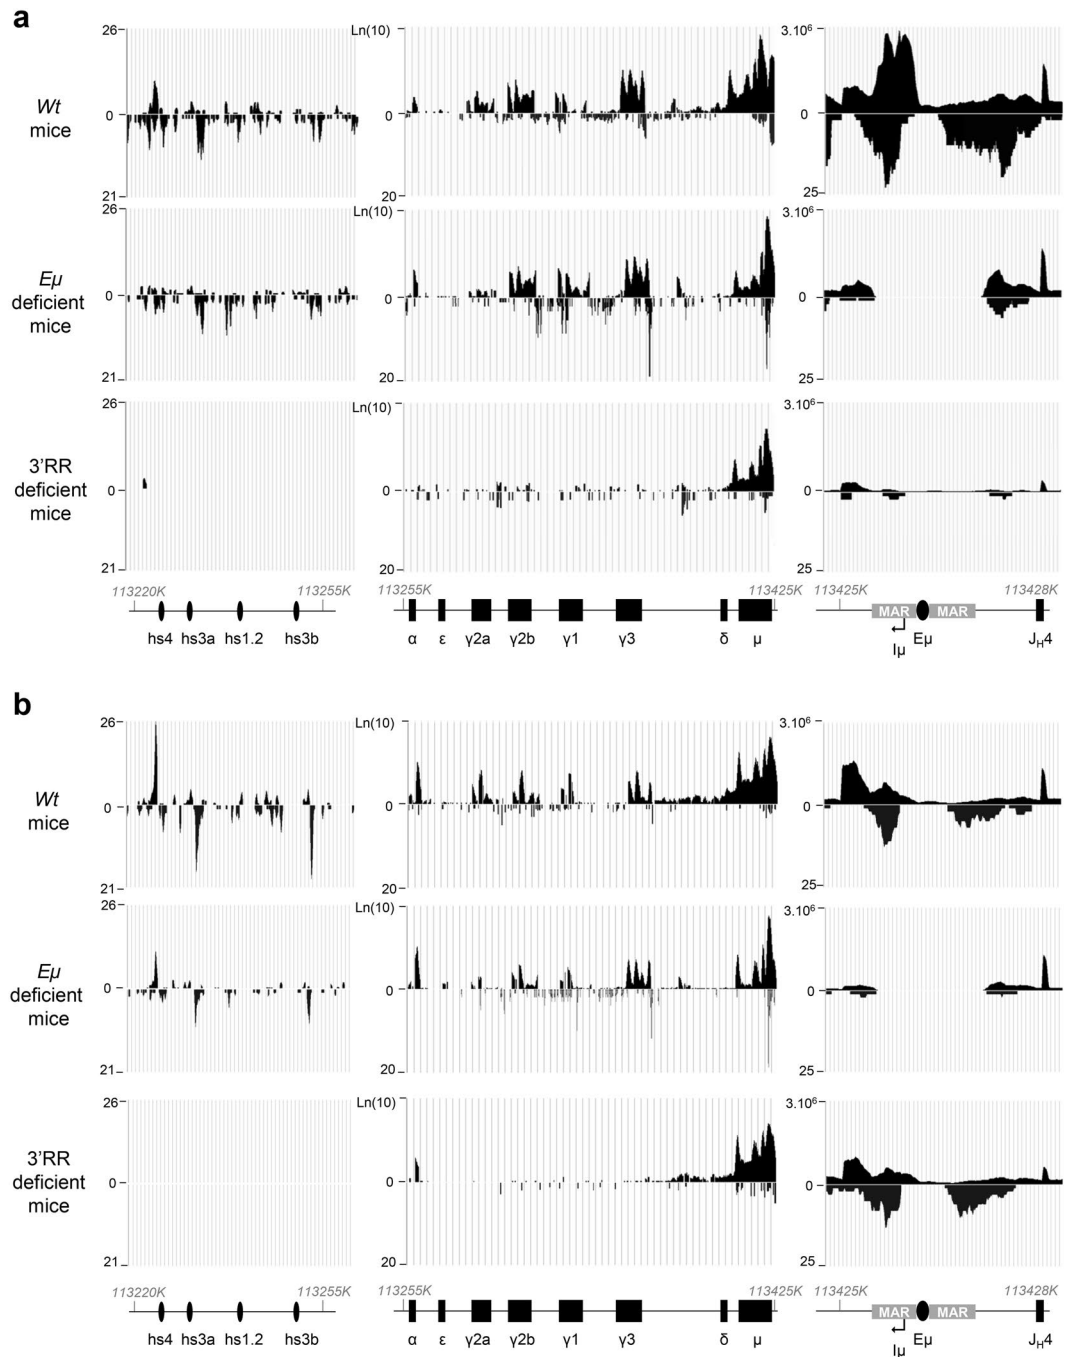 a
26
0
21
Ln(10)
0
20
3.10⁶
0
25
Wt
mice
26
0
21
Ln(10)
0
20
3.10⁶
0
25
Eμ
deficient
mice
26
0
21
Ln(10)
0
20
3.10⁶
0
25
3'RR
deficient
mice
113220K 113255K 113255K 113425K 113425K 113428K
MAR MAR
hs4 hs3a hs1.2 hs3b α ε γ2a γ2b γ1 γ3 δ μ Iμ Eμ JH4
b
26
0
21
Ln(10)
0
20
3.10⁶
0
25
Wt
mice
26
0
21
Ln(10)
0
20
3.10⁶
0
25
Eμ
deficient
mice
26
0
21
Ln(10)
0
20
3.10⁶
0
25
3'RR
deficient
mice
113220K 113255K 113255K 113425K 113425K 113428K
MAR MAR
hs4 hs3a hs1.2 hs3b α ε γ2a γ2b γ1 γ3 δ μ Iμ Eμ JH4